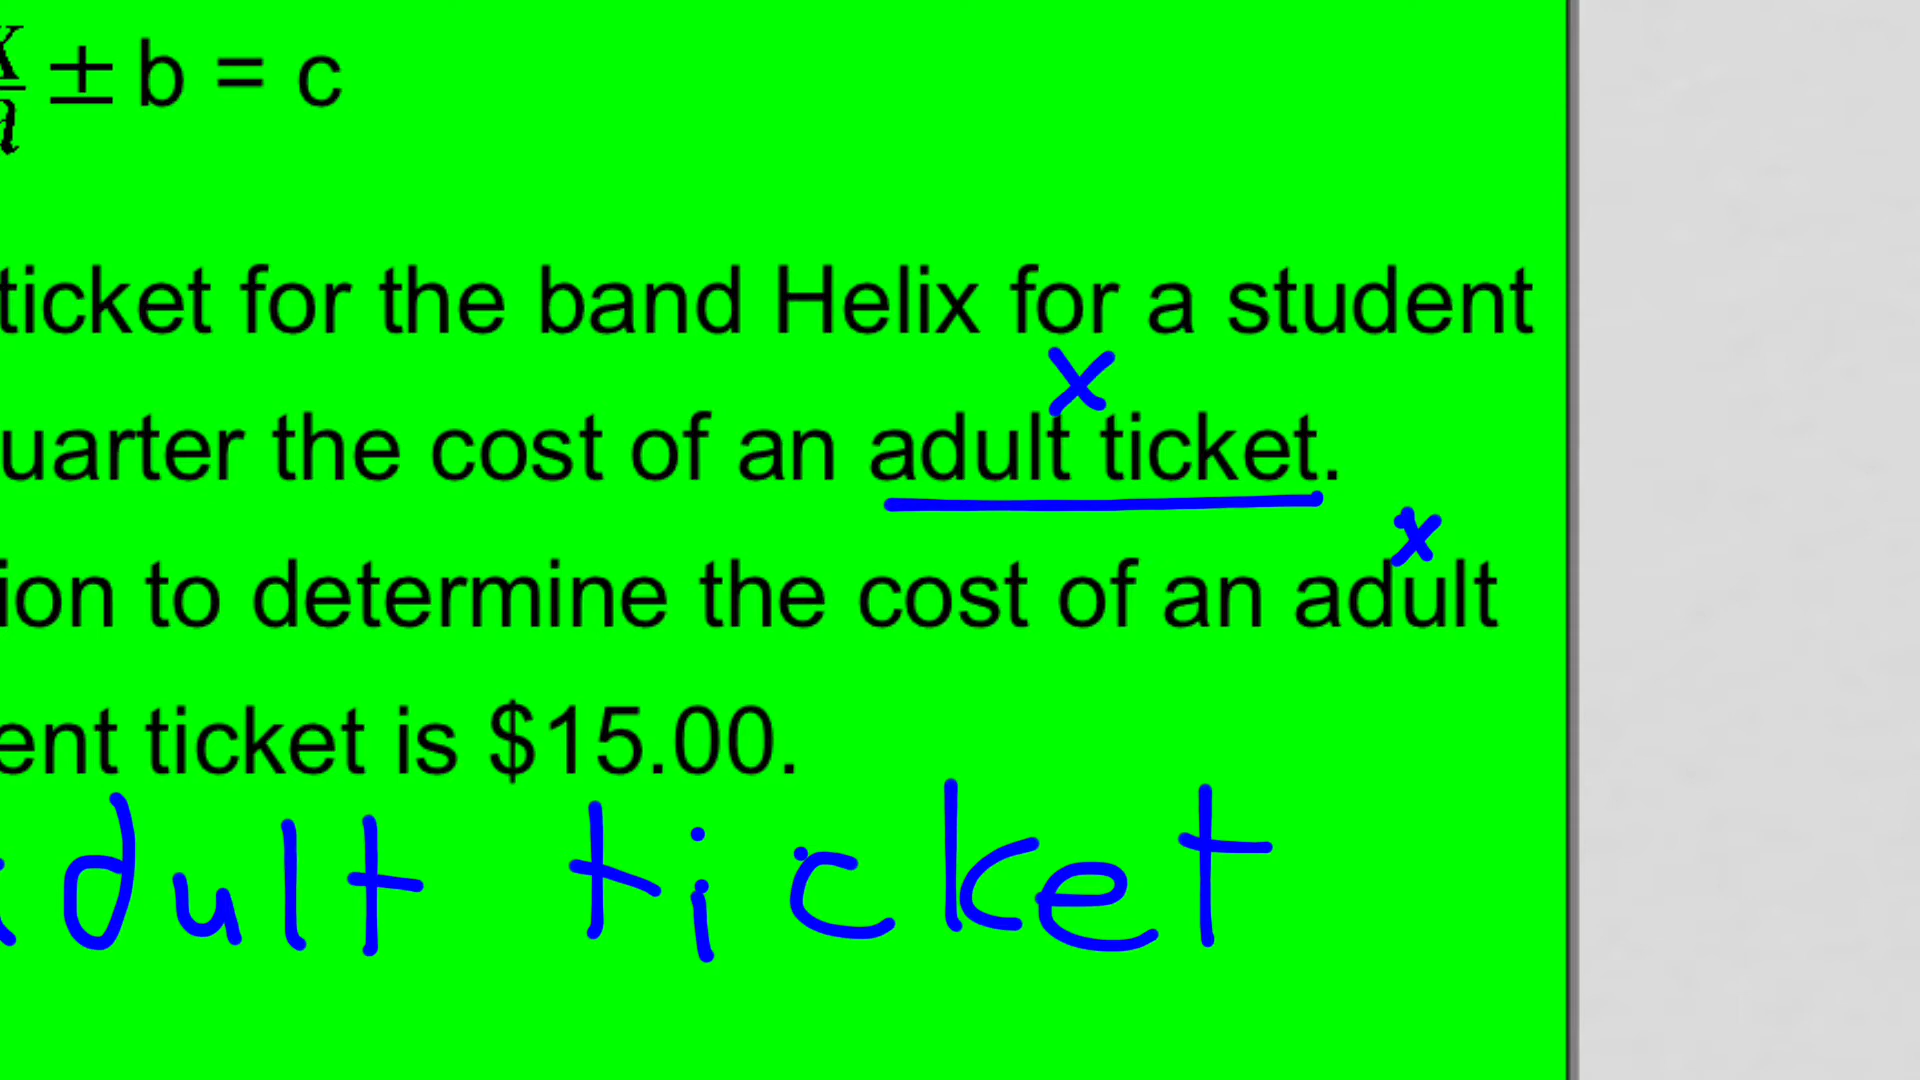 x/a ± b = c
ticket for the band Helix for a student
x
uarter the cost of an adult ticket.
x
ion to determine the cost of an adult
ent ticket is $15.00.
adult ticket